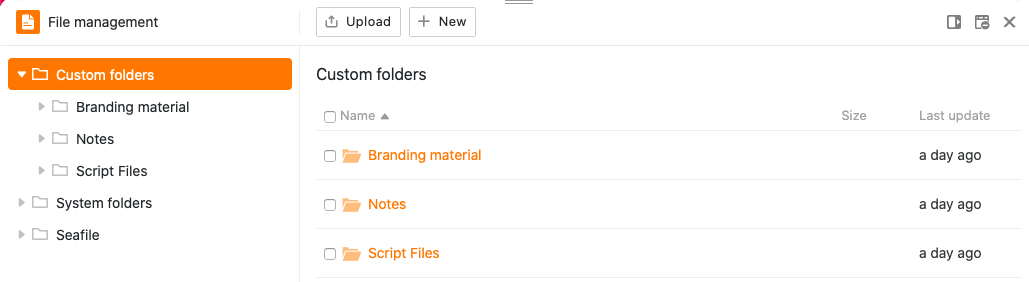 File management
Upload
New
Custom folders
Branding material
Notes
Script Files
System folders
Seafile
Custom folders
Name Size Last update
Branding material a day ago
Notes a day ago
Script Files a day ago